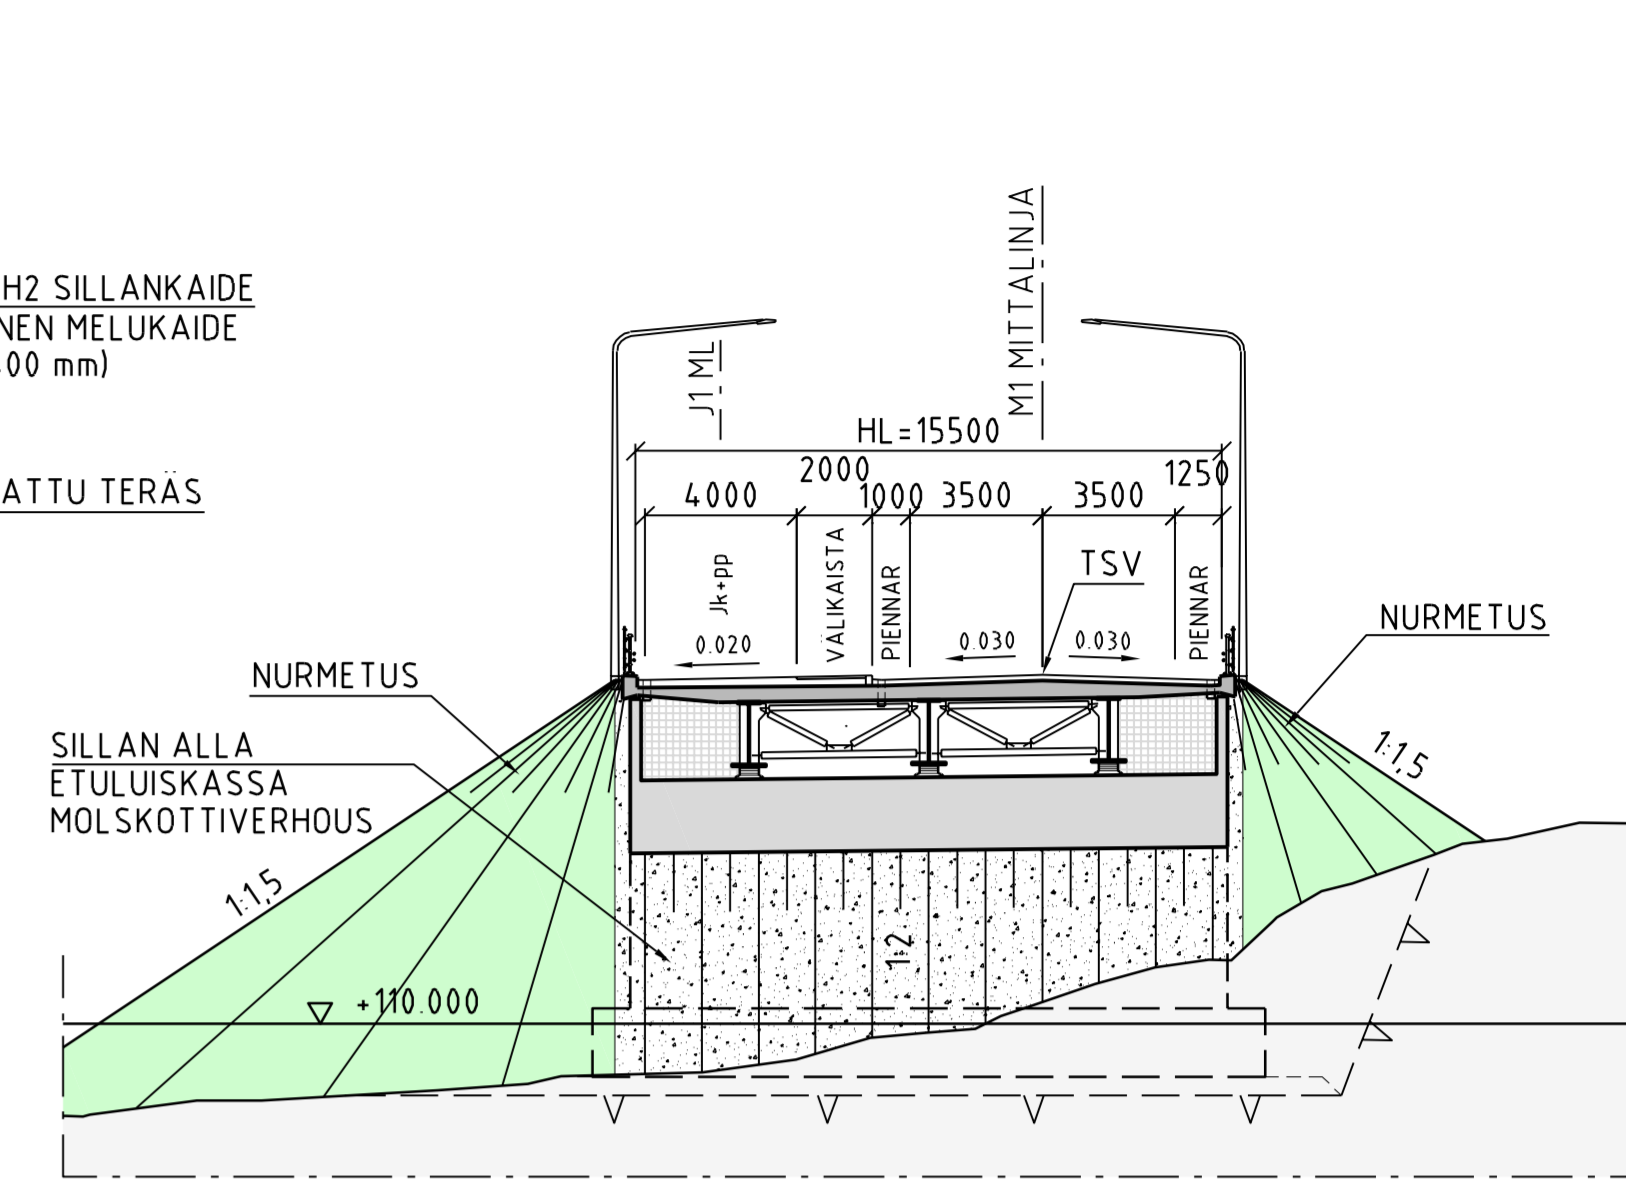 H2 SILLANKAIDE
NEN MELUKAIDE
00 mm)
ATTU TERÄS
J1 ML
M1 MITTALINJA
HL=15500
2000
1250
4000
1000
3500
3500
Jk+pp
VÄLIKAISTA
PIENNAR
TSV
PIENNAR
0.020
0.030
0.030
NURMETUS
NURMETUS
SILLAN ALLA
ETULUISKASSA
MOLSKOTTIVERHOUS
1:1,5
1:1,5
1:2
+110.000